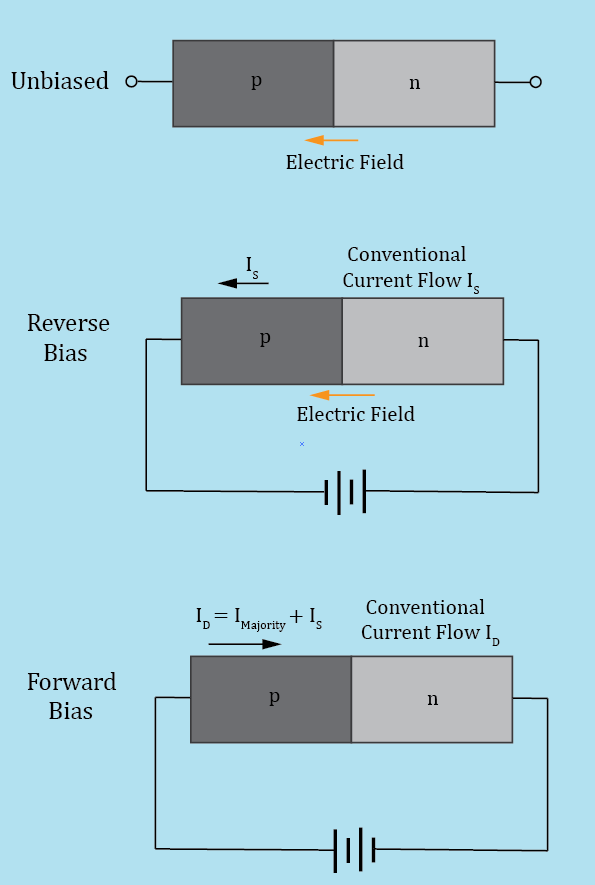 Unbiased
p
n
Electric Field
I_S
Conventional
Current Flow I_S
Reverse
Bias
p
n
Electric Field
I_D = I_Majority + I_S
Conventional
Current Flow I_D
Forward
Bias
p
n